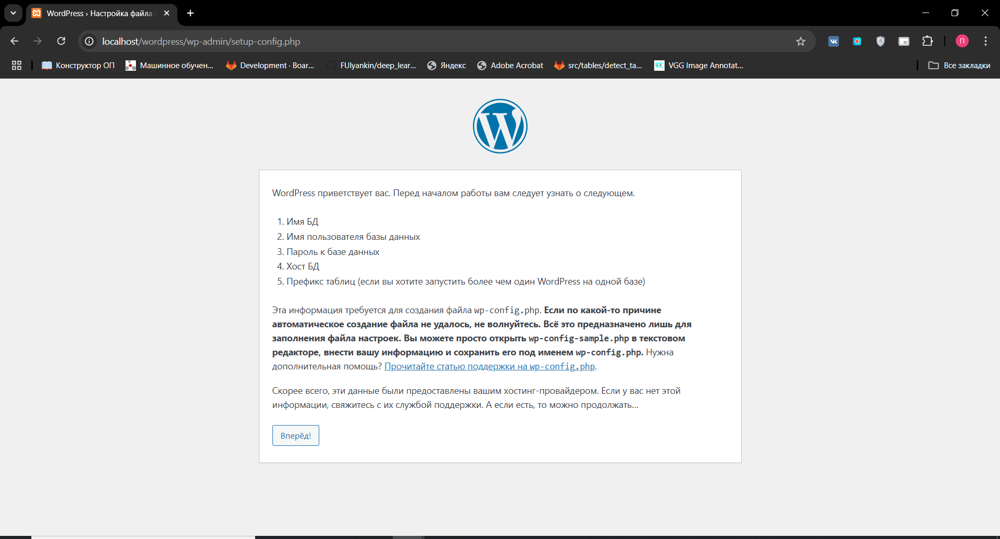 WordPress › Настройка файла
localhost/wordpress/wp-admin/setup-config.php
П
Конструктор ОП
Машинное обучен...
Development · Boar...
FUlyankin/deep_lear...
Яндекс
Adobe Acrobat
src/tables/detect_ta...
VGG Image Annotat...
Все закладки
WordPress приветствует вас. Перед началом работы вам следует узнать о следующем.
1. Имя БД
2. Имя пользователя базы данных
3. Пароль к базе данных
4. Хост БД
5. Префикс таблиц (если вы хотите запустить более чем один WordPress на одной базе)
Эта информация требуется для создания файла wp-config.php. Если по какой-то причине
автоматическое создание файла не удалось, не волнуйтесь. Всё это предназначено лишь для
заполнения файла настроек. Вы можете просто открыть wp-config-sample.php в текстовом
редакторе, внести вашу информацию и сохранить его под именем wp-config.php. Нужна
дополнительная помощь? Прочитайте статью поддержки на wp-config.php.
Скорее всего, эти данные были предоставлены вашим хостинг-провайдером. Если у вас нет этой
информации, свяжитесь с их службой поддержки. А если есть, то можно продолжать...
Вперёд!